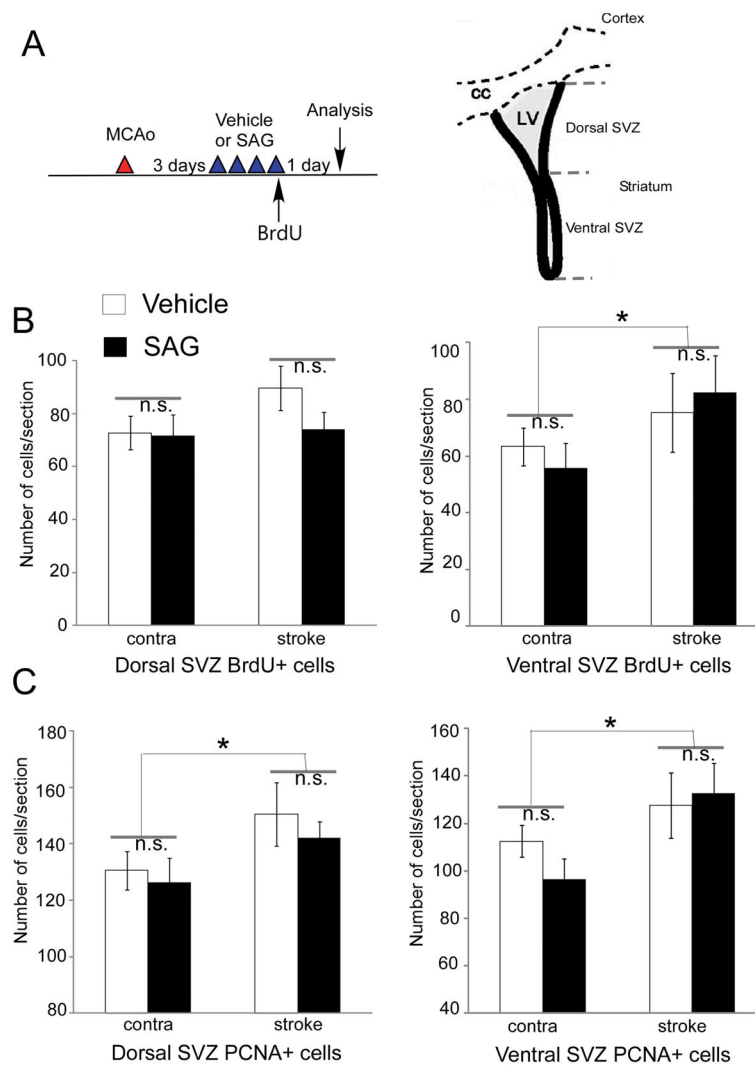 A
MCAo
3 days
Vehicle
or SAG
1 day
Analysis
BrdU
Cortex
cc
LV
Dorsal SVZ
Striatum
Ventral SVZ
Vehicle
SAG
B
Number of cells/section
100
80
60
40
20
0
n.s.
n.s.
contra
stroke
Dorsal SVZ BrdU+ cells
Number of cells/section
100
80
60
40
20
0
*
n.s.
n.s.
contra
stroke
Ventral SVZ BrdU+ cells
C
Number of cells/section
180
160
140
120
100
80
*
n.s.
n.s.
contra
stroke
Dorsal SVZ PCNA+ cells
Number of cells/section
160
140
120
100
80
60
40
*
n.s.
n.s.
contra
stroke
Ventral SVZ PCNA+ cells